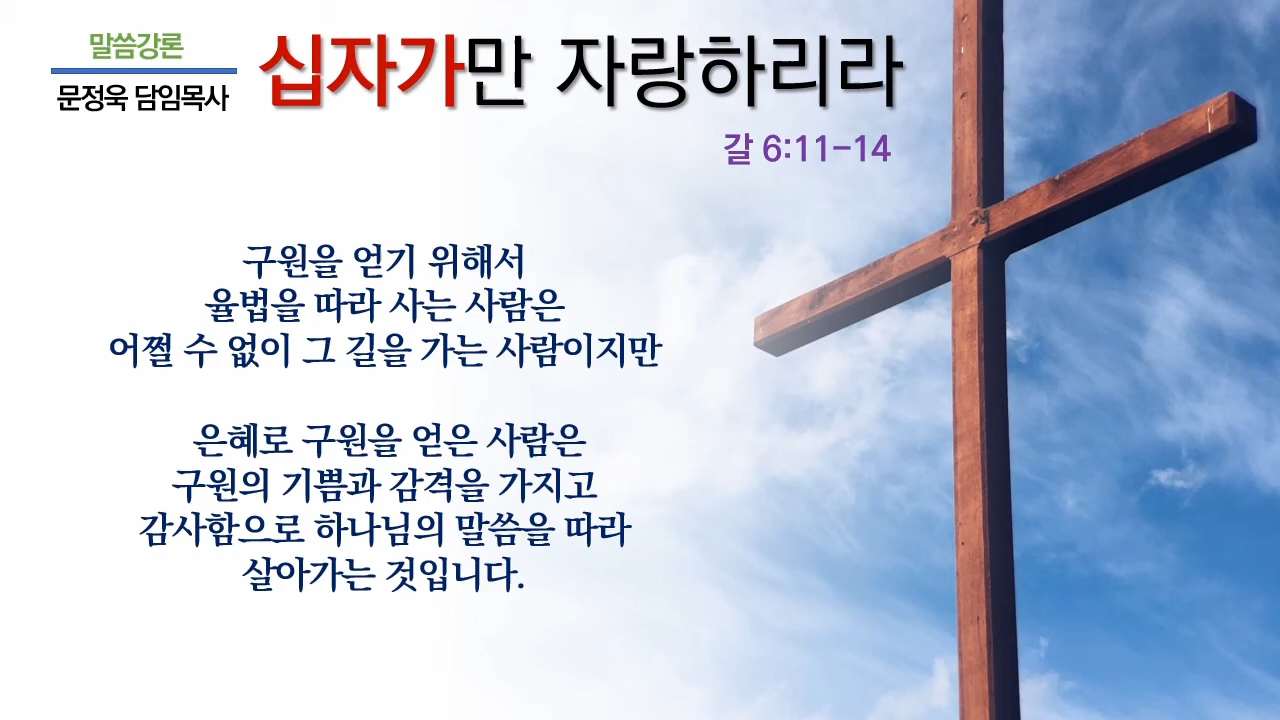 말씀강론
문정욱 담임목사
십자가만 자랑하리라
갈 6:11-14
구원을 얻기 위해서
율법을 따라 사는 사람은
어쩔 수 없이 그 길을 가는 사람이지만
은혜로 구원을 얻은 사람은
구원의 기쁨과 감격을 가지고
감사함으로 하나님의 말씀을 따라
살아가는 것입니다.